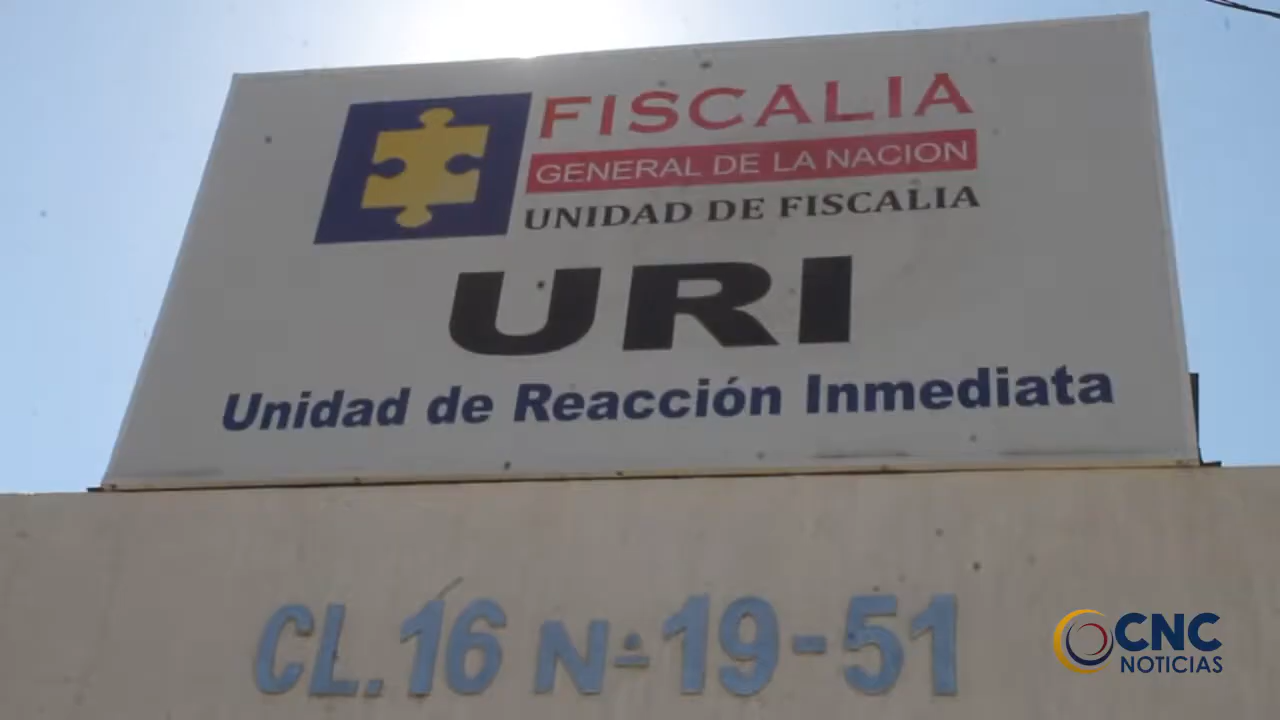 FISCALIA
GENERAL DE LA NACION
UNIDAD DE FISCALIA
URI
Unidad de Reacción Inmediata
CL.16 Nº-19-51
CNC
NOTICIAS